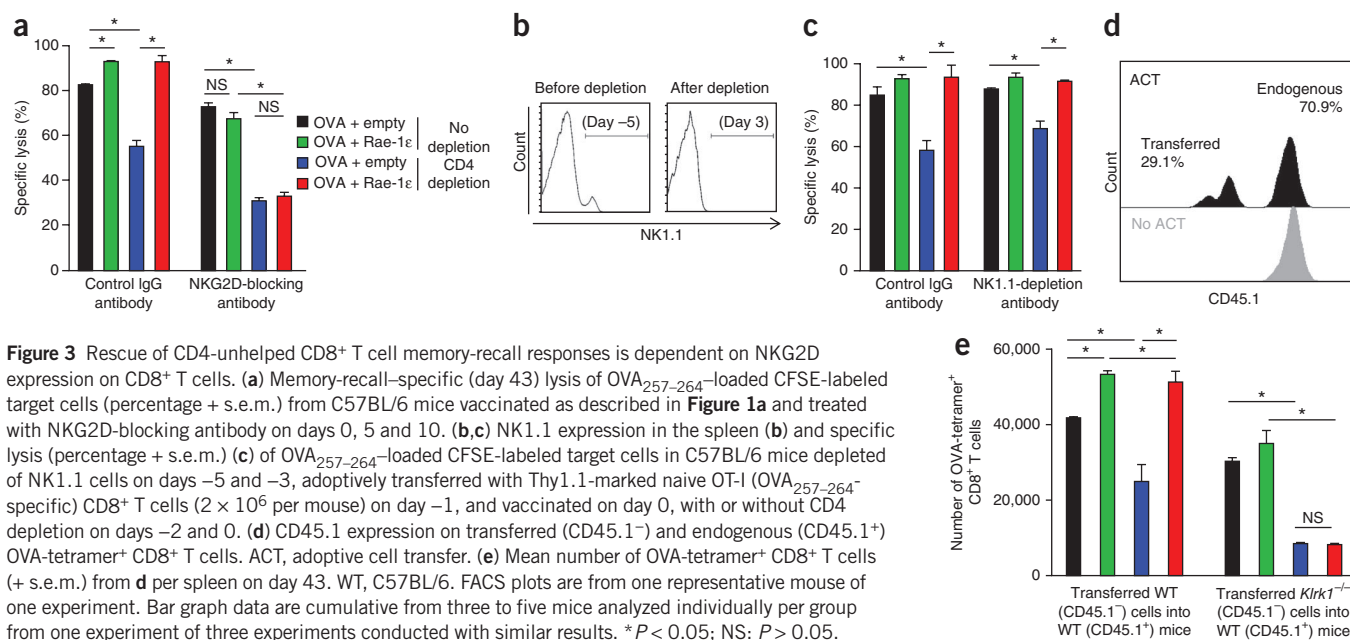 a
*
*
*
*
*
NS
NS
Specific lysis (%)
100
80
60
40
20
0
Control IgG
antibody
NKG2D-blocking
antibody
OVA + empty
OVA + Rae-1ε
No
depletion
OVA + empty
OVA + Rae-1ε
CD4
depletion
b
Before depletion
After depletion
(Day –5)
(Day 3)
Count
NK1.1
c
*
*
*
*
Specific lysis (%)
100
80
60
40
20
0
Control IgG
antibody
NK1.1-depletion
antibody
d
ACT
Endogenous
70.9%
Transferred
29.1%
No ACT
Count
CD45.1
Figure 3 Rescue of CD4-unhelped CD8⁺ T cell memory-recall responses is dependent on NKG2D
expression on CD8⁺ T cells. (a) Memory-recall–specific (day 43) lysis of OVA₂₅₇₋₂₆₄–loaded CFSE-labeled
target cells (percentage + s.e.m.) from C57BL/6 mice vaccinated as described in Figure 1a and treated
with NKG2D-blocking antibody on days 0, 5 and 10. (b,c) NK1.1 expression in the spleen (b) and specific
lysis (percentage + s.e.m.) (c) of OVA₂₅₇₋₂₆₄–loaded CFSE-labeled target cells in C57BL/6 mice depleted
of NK1.1 cells on days –5 and –3, adoptively transferred with Thy1.1-marked naive OT-I (OVA₂₅₇₋₂₆₄-
specific) CD8⁺ T cells (2 × 10⁶ per mouse) on day –1, and vaccinated on day 0, with or without CD4
depletion on days –2 and 0. (d) CD45.1 expression on transferred (CD45.1⁻) and endogenous (CD45.1⁺)
OVA-tetramer⁺ CD8⁺ T cells. ACT, adoptive cell transfer. (e) Mean number of OVA-tetramer⁺ CD8⁺ T cells
(+ s.e.m.) from d per spleen on day 43. WT, C57BL/6. FACS plots are from one representative mouse of
one experiment. Bar graph data are cumulative from three to five mice analyzed individually per group
from one experiment of three experiments conducted with similar results. *P < 0.05; NS: P > 0.05.
e
*
*
*
*
*
*
NS
Number of OVA-tetramer⁺
CD8⁺ T cells
60,000
40,000
20,000
0
Transferred WT
(CD45.1⁻) cells into
WT (CD45.1⁺) mice
Transferred Klrk1⁻/⁻
(CD45.1⁻) cells into
WT (CD45.1⁺) mice